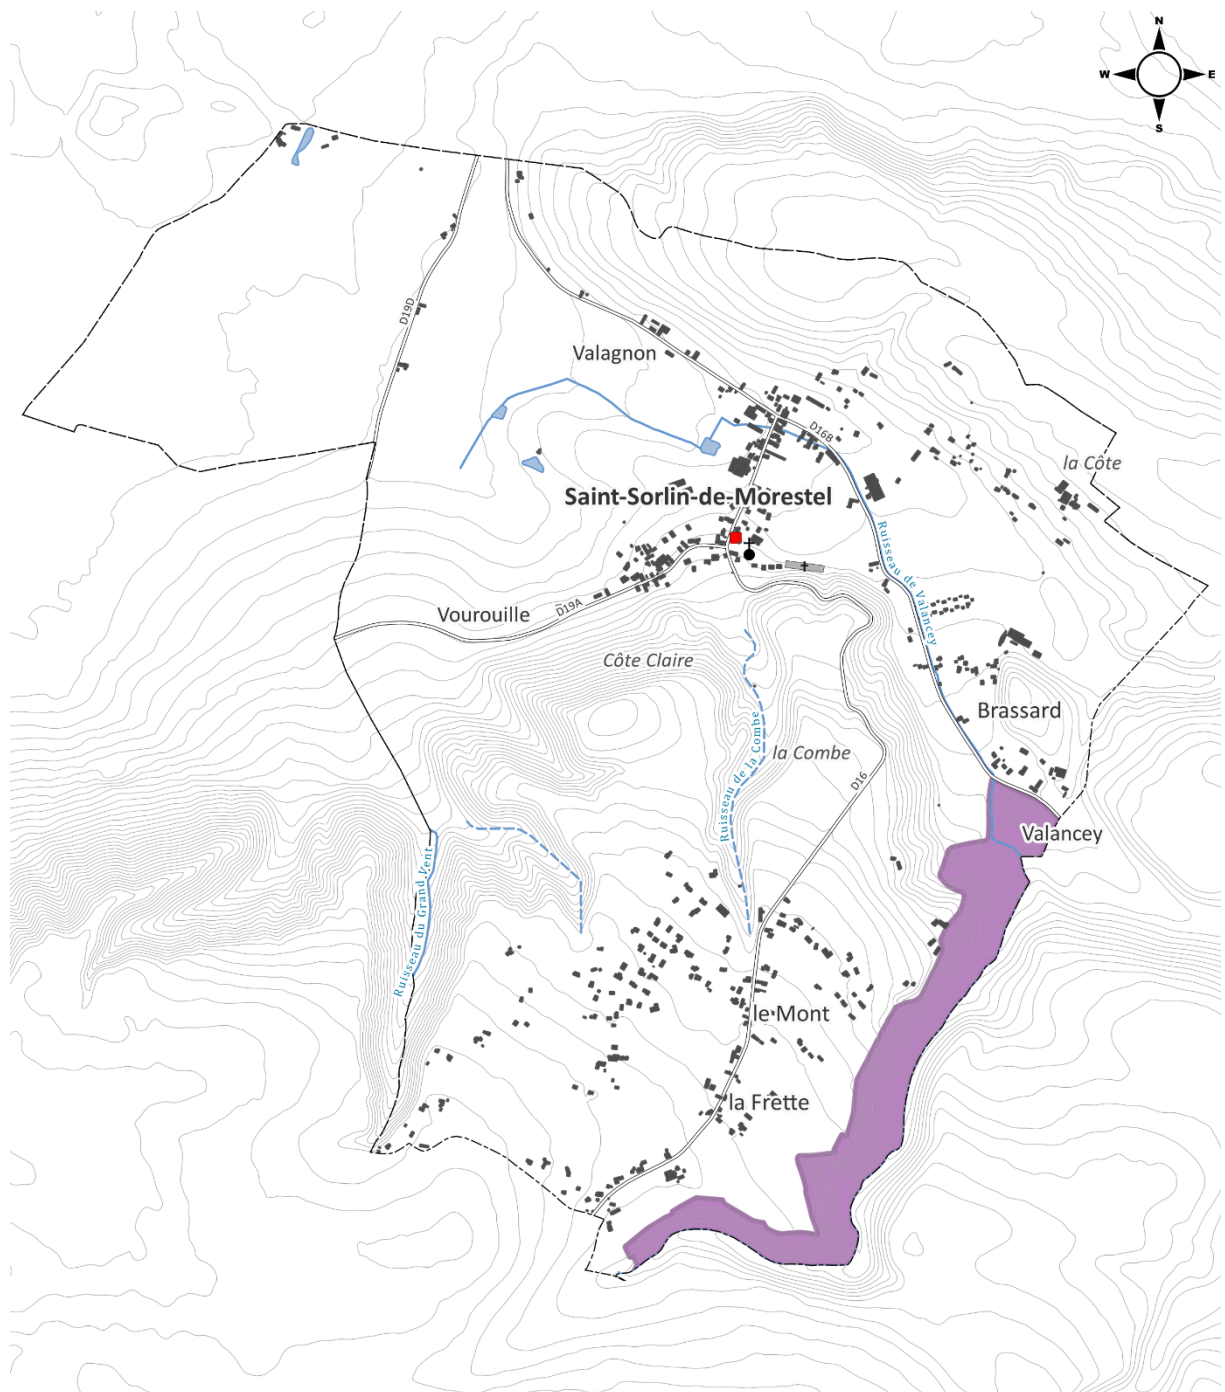 N
W E
S
D19D
Valagnon
D16B
la Côte
Saint-Sorlin-de-Morestel
Ruisseau de Valancey
D19A
Vourouille
Côte Claire
Brassard
Ruisseau de la Combe
la Combe
D16
Valancey
Ruisseau du Grand Vent
le Mont
la Frette